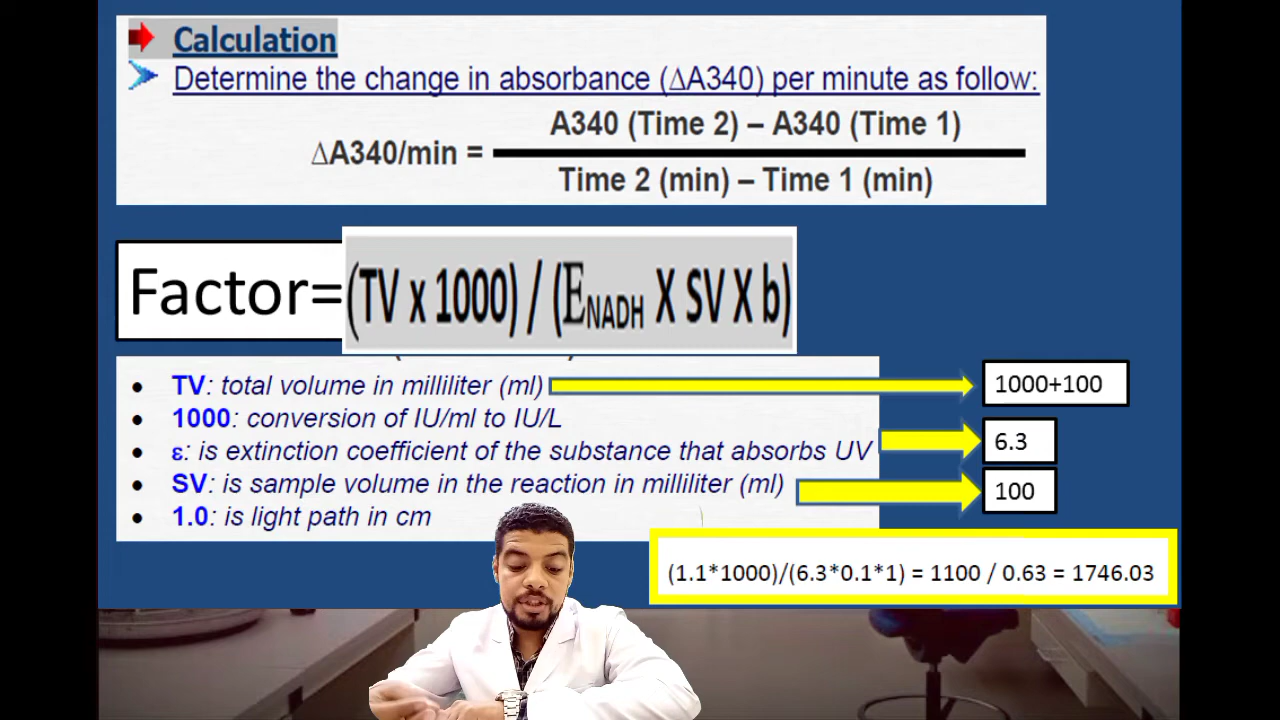 Calculation
Determine the change in absorbance (ΔA340) per minute as follow:
A340 (Time 2) – A340 (Time 1)
ΔA340/min =
Time 2 (min) – Time 1 (min)
Factor=(TV x 1000) / (ENADH X SV X b)
• TV: total volume in milliliter (ml)
1000+100
• 1000: conversion of IU/ml to IU/L
• ε: is extinction coefficient of the substance that absorbs UV
6.3
• SV: is sample volume in the reaction in milliliter (ml)
100
• 1.0: is light path in cm
(1.1*1000)/(6.3*0.1*1) = 1100 / 0.63 = 1746.03